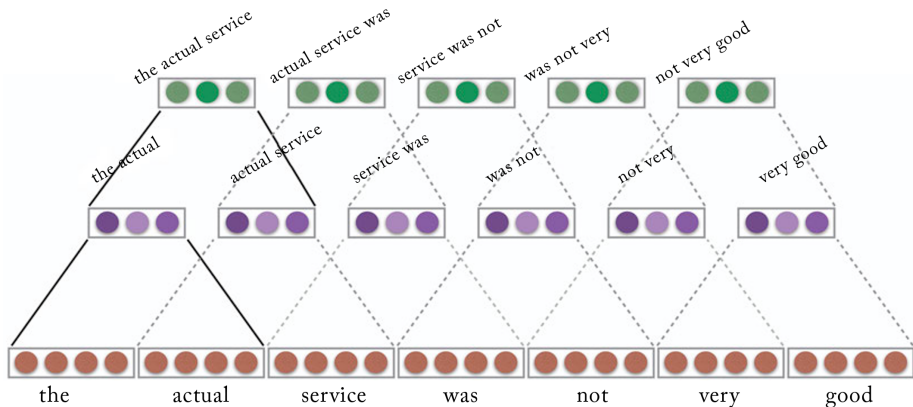 the actual service
actual service was
service was not
was not very
not very good
the actual
actual service
service was
was not
not very
very good
the actual service was not very good